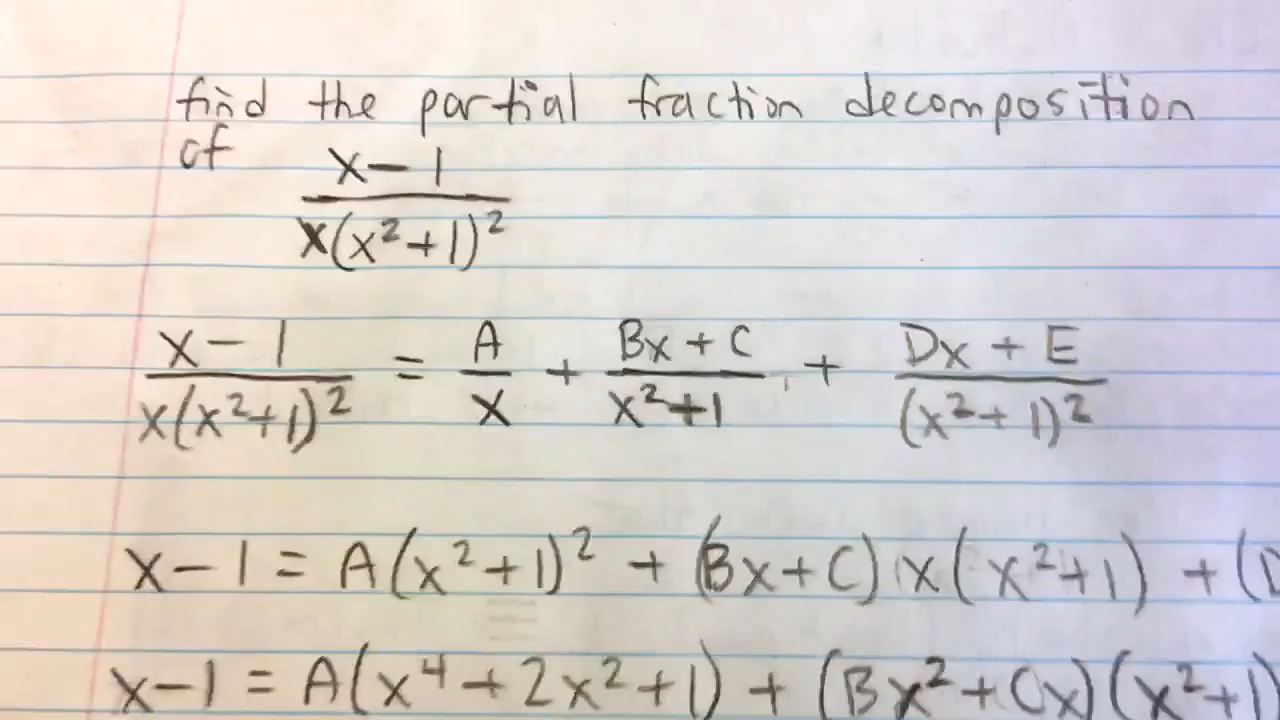 find the partial fraction decomposition
of x-1 / x(x²+1)²
x-1 / x(x²+1)² = A/x + Bx+C / x²+1 + Dx+E / (x²+1)²
x-1 = A(x²+1)² + (Bx+C)x(x²+1) + (D
x-1 = A(x⁴+2x²+1) + (Bx²+Cx)(x²+1)